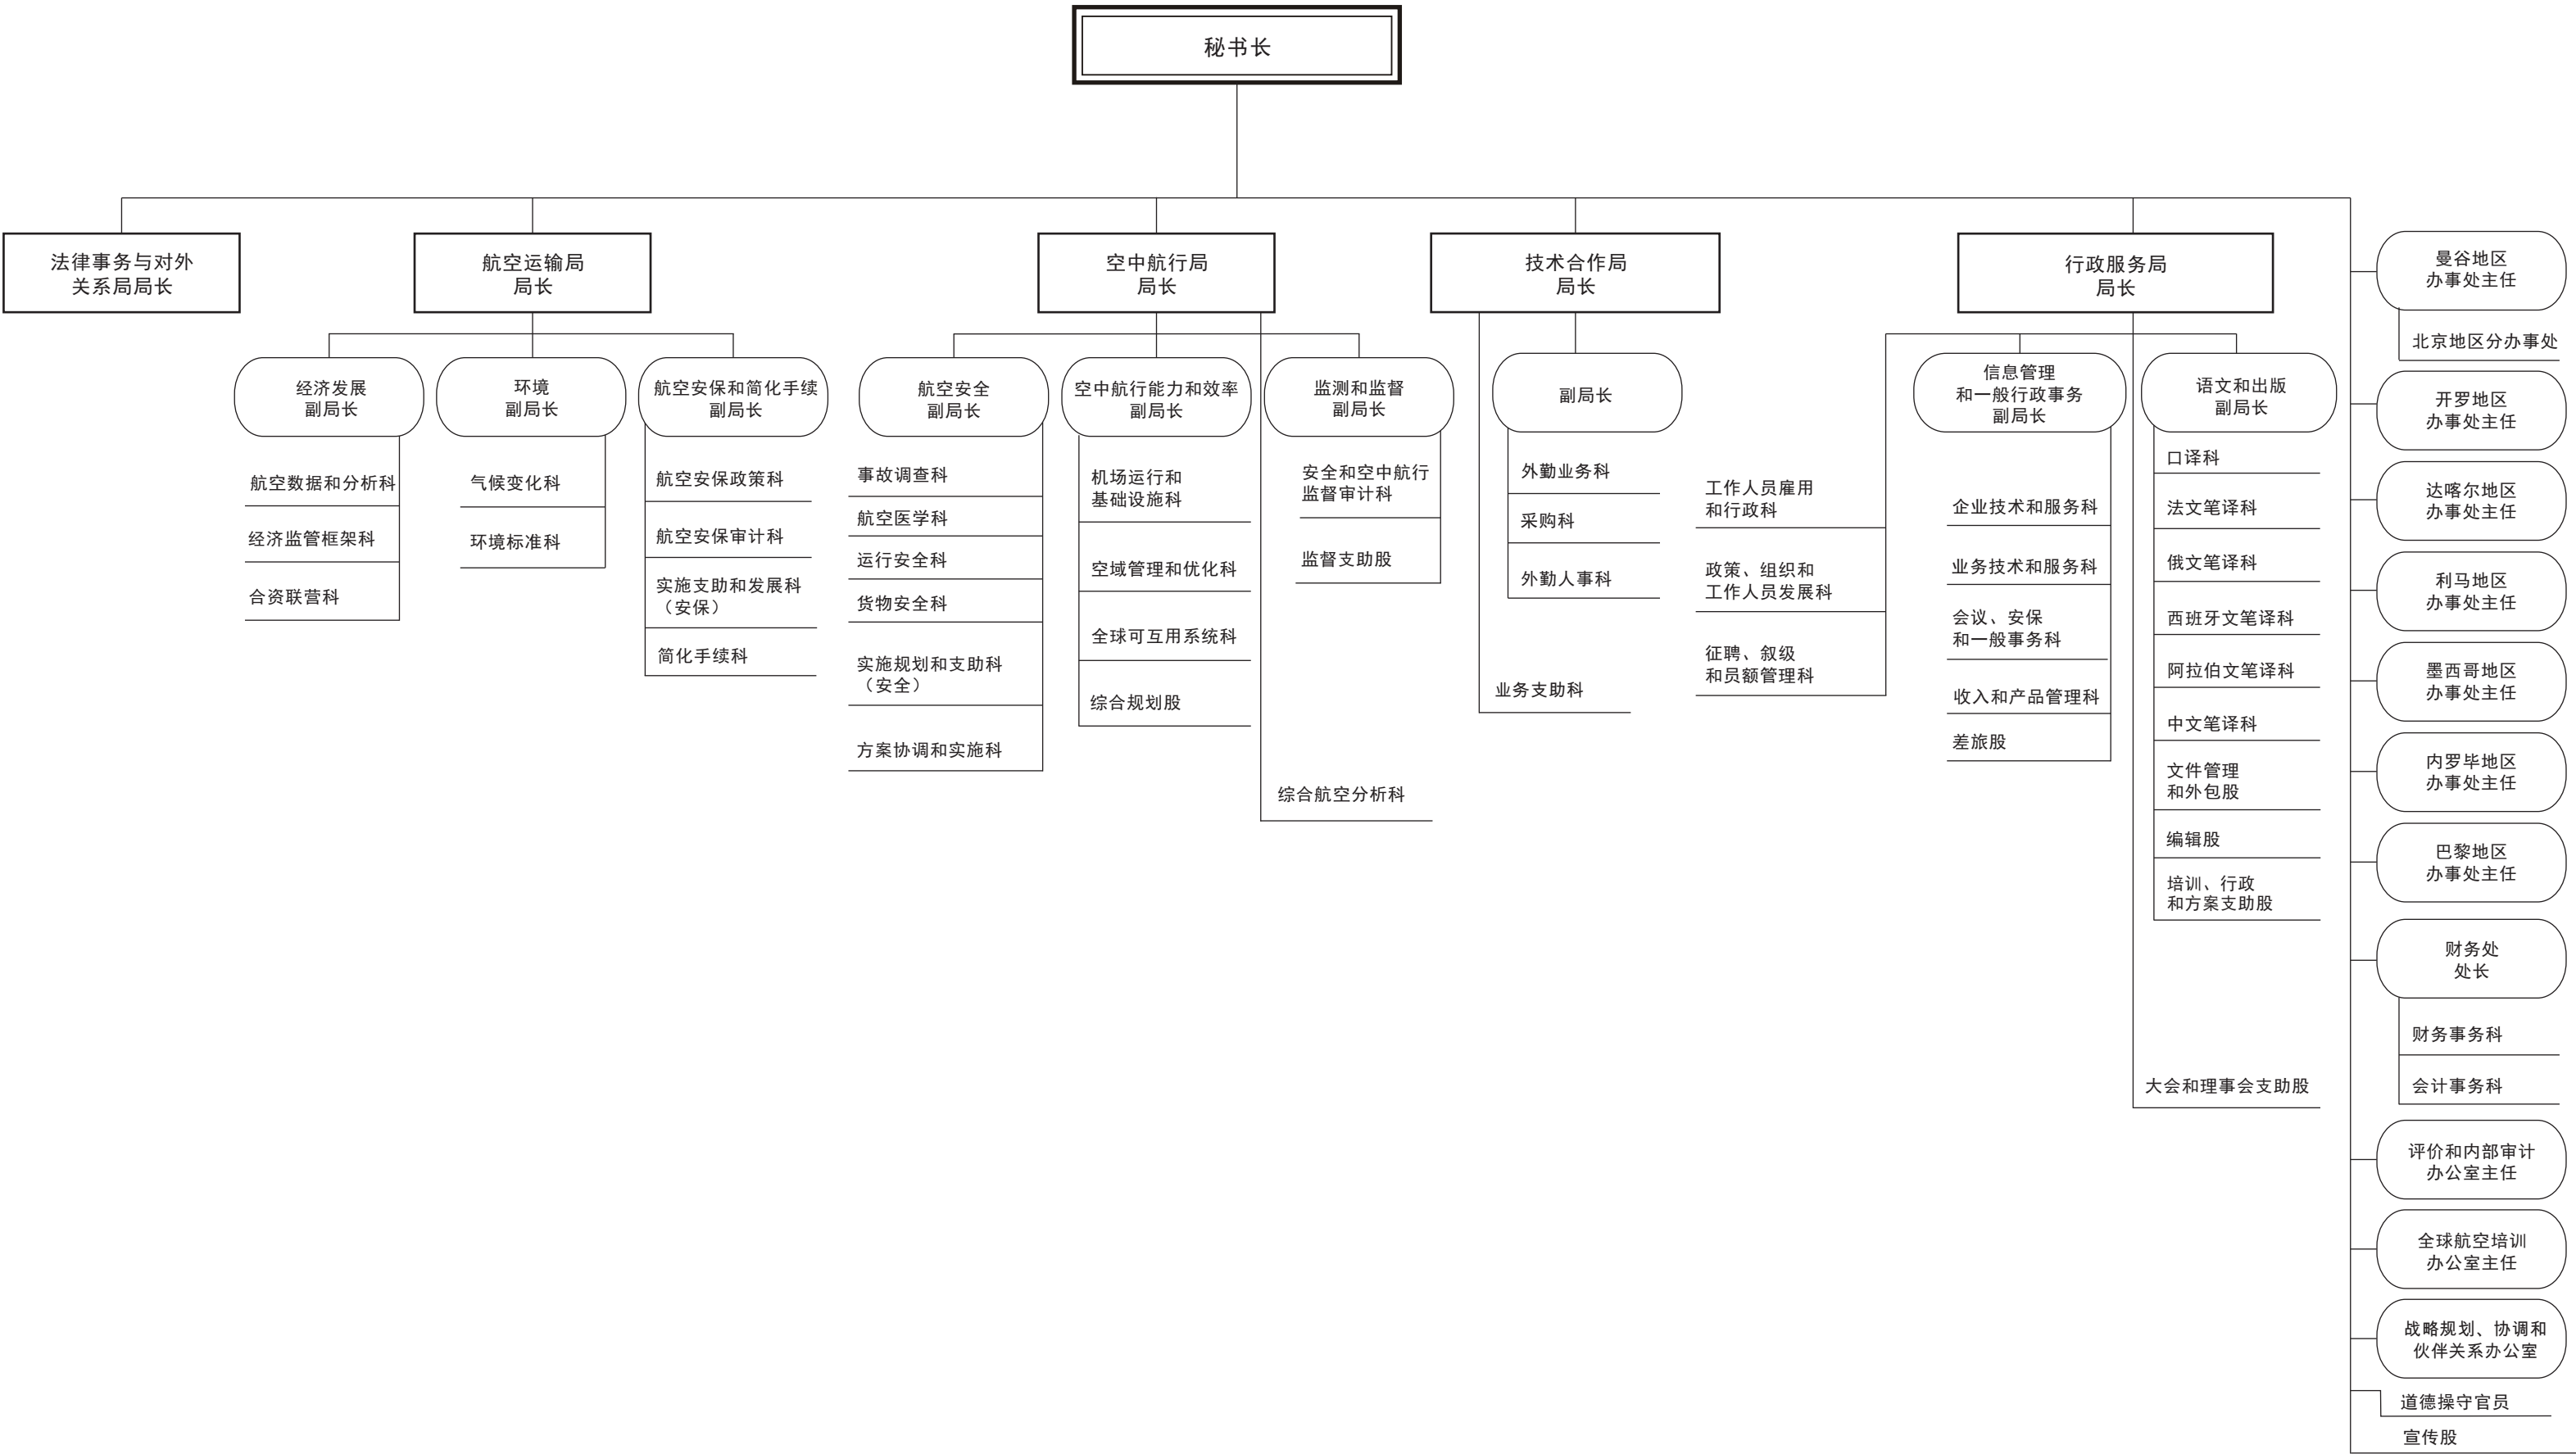 秘书长
法律事务与对外
关系局局长
航空运输局
局长
经济发展
副局长
航空数据和分析科
经济监管框架科
合资联营科
环境
副局长
气候变化科
环境标准科
航空安保和简化手续
副局长
航空安保政策科
航空安保审计科
实施支助和发展科
（安保）
简化手续科
空中航行局
局长
航空安全
副局长
事故调查科
航空医学科
运行安全科
货物安全科
实施规划和支助科
（安全）
方案协调和实施科
空中航行能力和效率
副局长
机场运行和
基础设施科
空域管理和优化科
全球可互用系统科
综合规划股
监测和监督
副局长
安全和空中航行
监督审计科
监督支助股
综合航空分析科
技术合作局
局长
副局长
外勤业务科
采购科
外勤人事科
业务支助科
行政服务局
局长
工作人员雇用
和行政科
政策、组织和
工作人员发展科
征聘、叙级
和员额管理科
信息管理
和一般行政事务
副局长
企业技术和服务科
业务技术和服务科
会议、安保
和一般事务科
收入和产品管理科
差旅股
语文和出版
副局长
口译科
法文笔译科
俄文笔译科
西班牙文笔译科
阿拉伯文笔译科
中文笔译科
文件管理
和外包股
编辑股
培训、行政
和方案支助股
大会和理事会支助股
曼谷地区
办事处主任
北京地区分办事处
开罗地区
办事处主任
达喀尔地区
办事处主任
利马地区
办事处主任
墨西哥地区
办事处主任
内罗毕地区
办事处主任
巴黎地区
办事处主任
财务处
处长
财务事务科
会计事务科
评价和内部审计
办公室主任
全球航空培训
办公室主任
战略规划、协调和
伙伴关系办公室
道德操守官员
宣传股